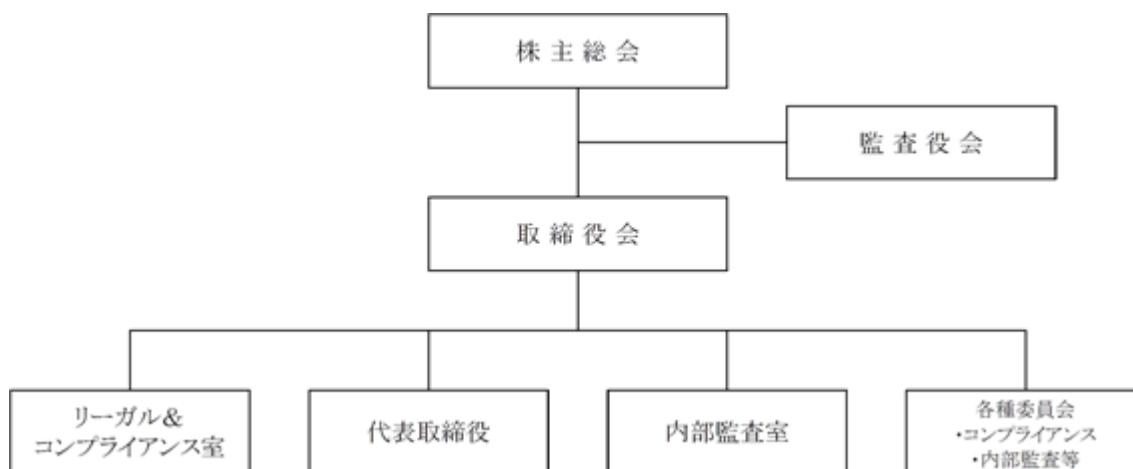 株主総会
監査役会
取締役会
リーガル&
コンプライアンス室
代表取締役
内部監査室
各種委員会
・コンプライアンス
・内部監査等